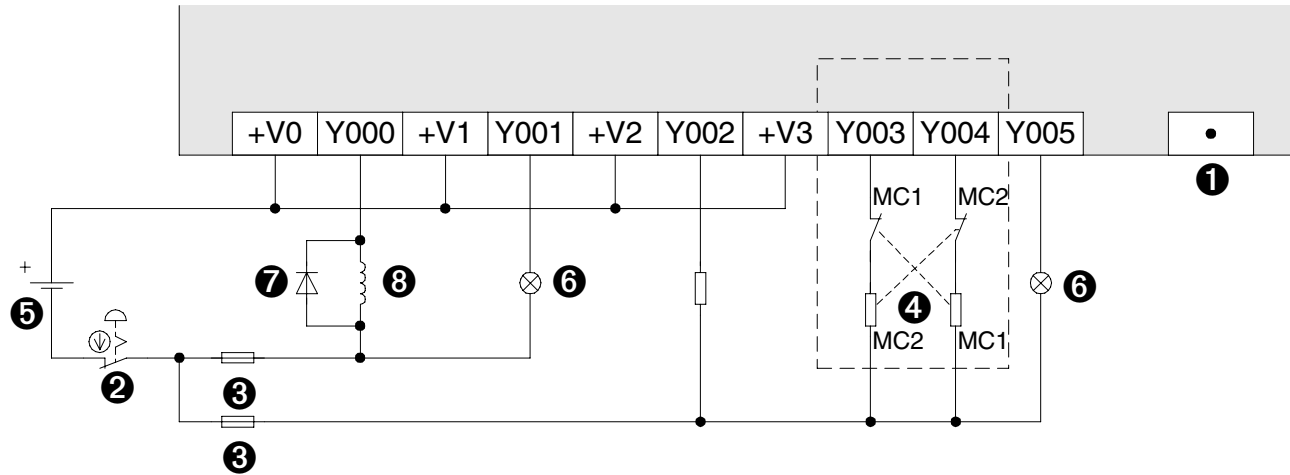 +V0 Y000 +V1 Y001 +V2 Y002 +V3 Y003 Y004 Y005
❶
MC1 MC2
+
❼ ❽ ❻ ❻
❺ ❹
MC2 MC1
❷
❸
❸